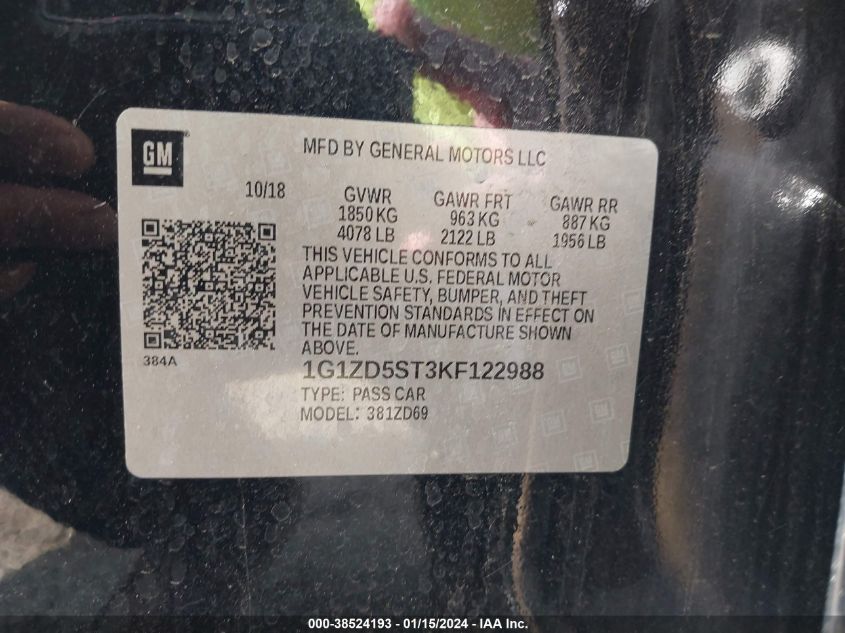 GM
MFD BY GENERAL MOTORS LLC
10/18
GVWR
1850 KG
4078 LB
GAWR FRT
963 KG
2122 LB
GAWR RR
887 KG
1956 LB
THIS VEHICLE CONFORMS TO ALL
APPLICABLE U.S. FEDERAL MOTOR
VEHICLE SAFETY, BUMPER, AND THEFT
PREVENTION STANDARDS IN EFFECT ON
THE DATE OF MANUFACTURE SHOWN
ABOVE.
384A
1G1ZD5ST3KF122988
TYPE: PASS CAR
MODEL: 381ZD69
000-38524193 - 01/15/2024 - IAA Inc.